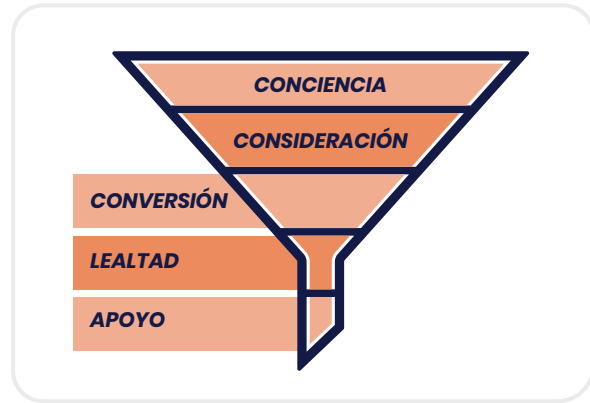 CONCIENCIA
CONSIDERACIÓN
CONVERSIÓN
LEALTAD
APOYO